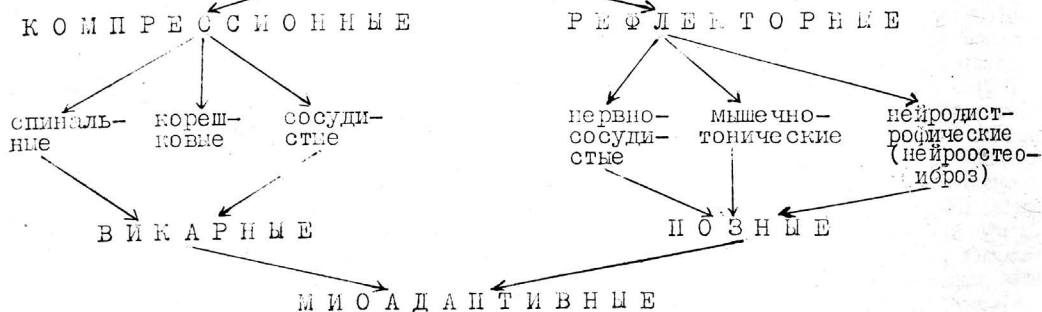 КОМПРЕССИОННЫЕ РЕФЛЕКТОРНЫЕ
спиналь-
ные
кореш-
ковые
сосуди-
стые
нервно-
сосуди-
стые
мышечно-
тонические
нейродист-
рофические
(нейроостео-
иброз)
ВИКАРНЫЕ ПОЗНЫЕ
МИОАДАПТИВНЫЕ